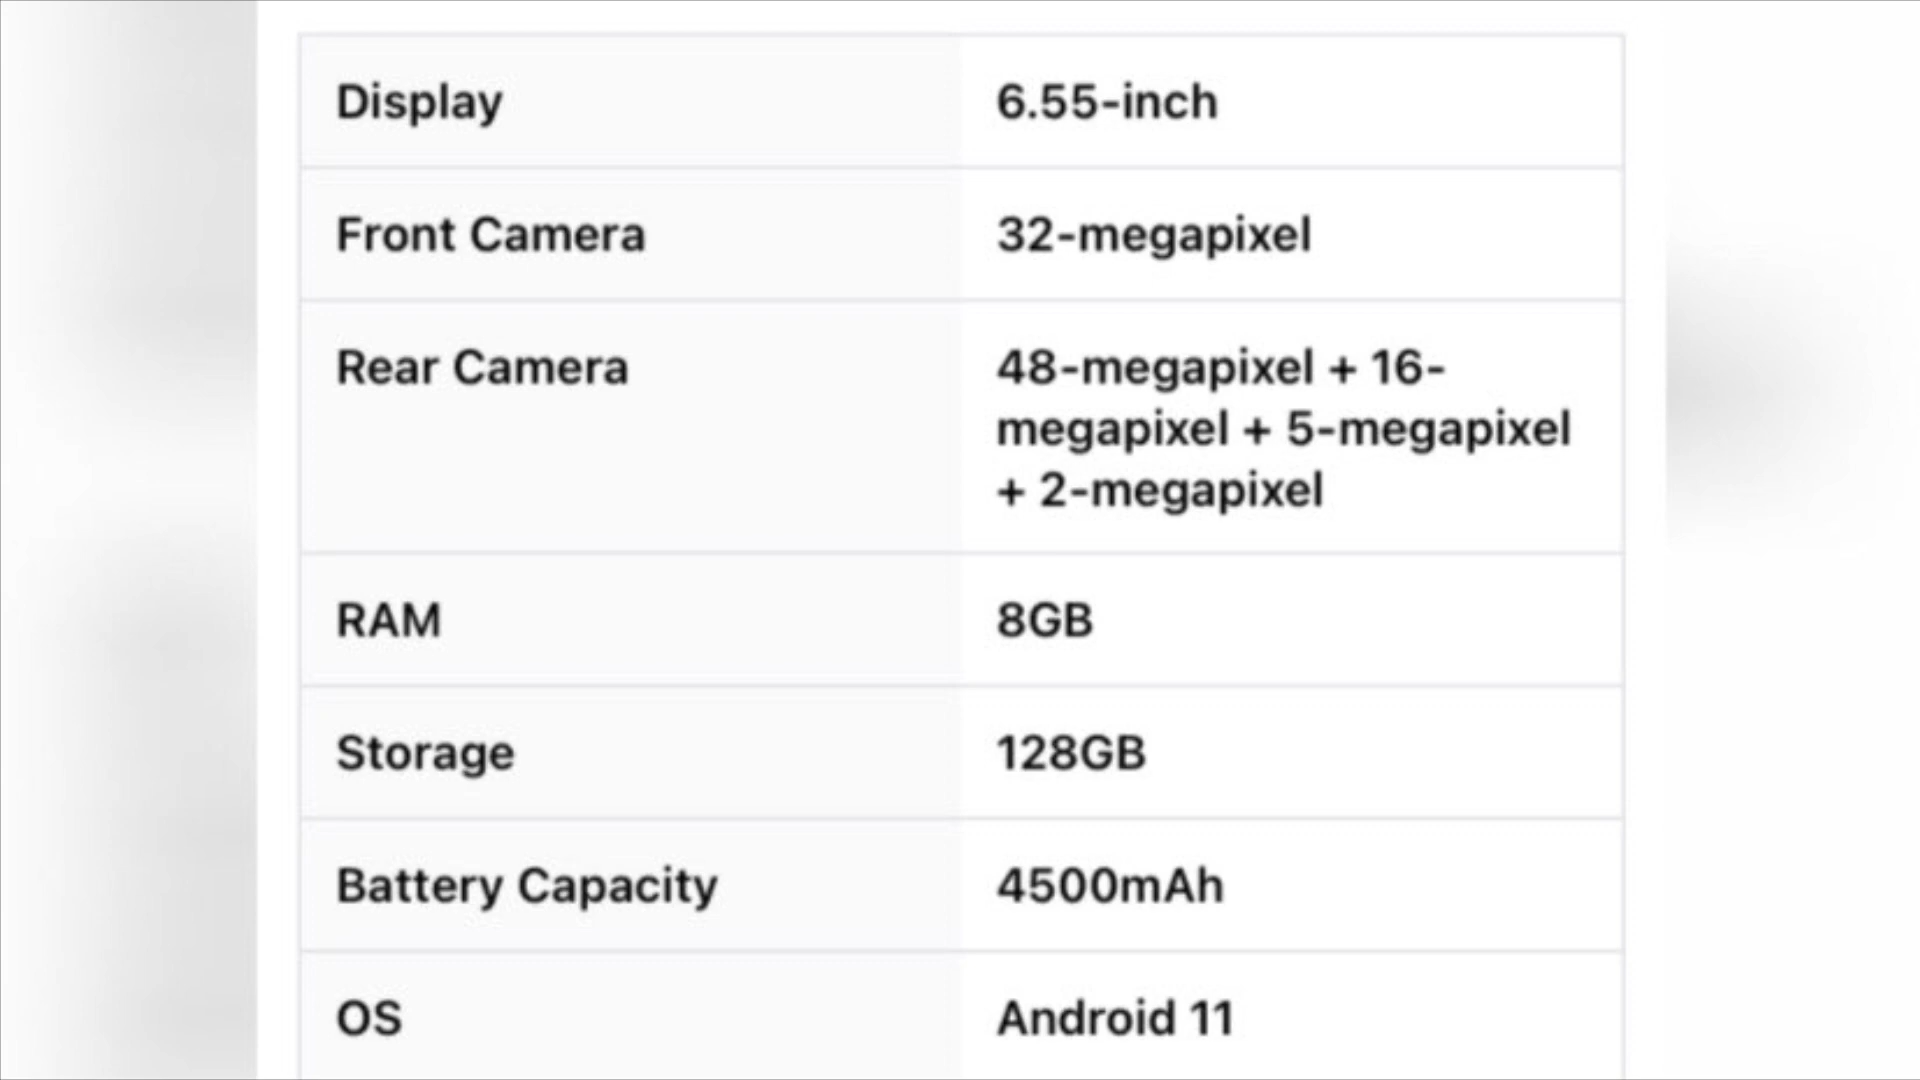 Display 6.55-inch
Front Camera 32-megapixel
Rear Camera 48-megapixel + 16-
megapixel + 5-megapixel
+ 2-megapixel
RAM 8GB
Storage 128GB
Battery Capacity 4500mAh
OS Android 11